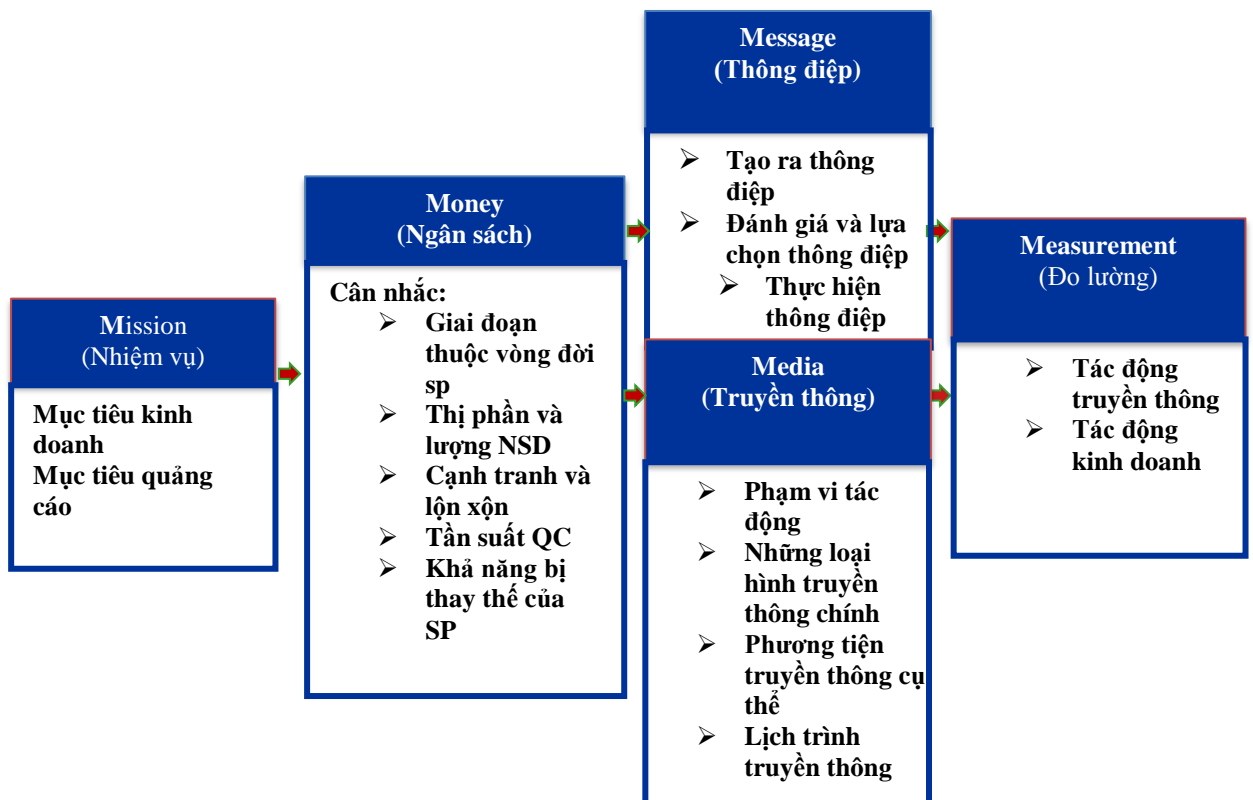 Mission
(Nhiệm vụ)
Mục tiêu kinh
doanh
Mục tiêu quảng
cáo
Money
(Ngân sách)
Cân nhắc:
➢ Giai đoạn
thuộc vòng đời
sp
➢ Thị phần và
lượng NSD
➢ Cạnh tranh và
lộn xộn
➢ Tần suất QC
➢ Khả năng bị
thay thế của
SP
Message
(Thông điệp)
➢ Tạo ra thông
điệp
➢ Đánh giá và lựa
chọn thông điệp
➢ Thực hiện
thông điệp
Media
(Truyền thông)
➢ Phạm vi tác
động
➢ Những loại
hình truyền
thông chính
➢ Phương tiện
truyền thông cụ
thể
➢ Lịch trình
truyền thông
Measurement
(Đo lường)
➢ Tác động
truyền thông
➢ Tác động
kinh doanh